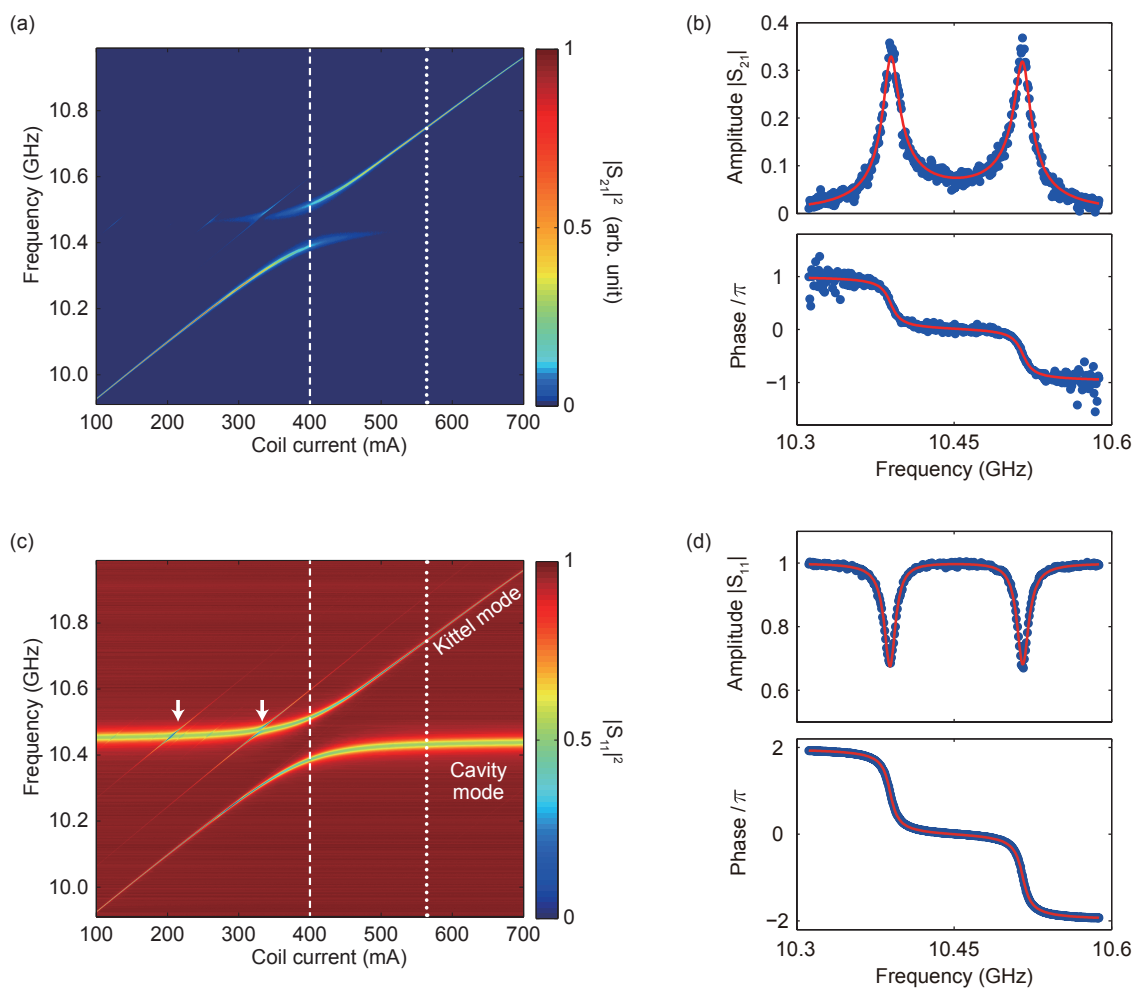 (a)
Frequency (GHz)
10.8
10.6
10.4
10.2
10.0
100 200 300 400 500 600 700
Coil current (mA)
1
0.5
0
|S21|² (arb. unit)
(b)
Amplitude |S21|
0.4
0.3
0.2
0.1
0
Phase / π
1
0
−1
10.3 10.45 10.6
Frequency (GHz)
(c)
Frequency (GHz)
10.8
10.6
10.4
10.2
10.0
Kittel mode
Cavity
mode
100 200 300 400 500 600 700
Coil current (mA)
1
0.5
0
|S11|²
(d)
Amplitude |S11|
1
0.8
0.6
Phase / π
2
0
−2
10.3 10.45 10.6
Frequency (GHz)